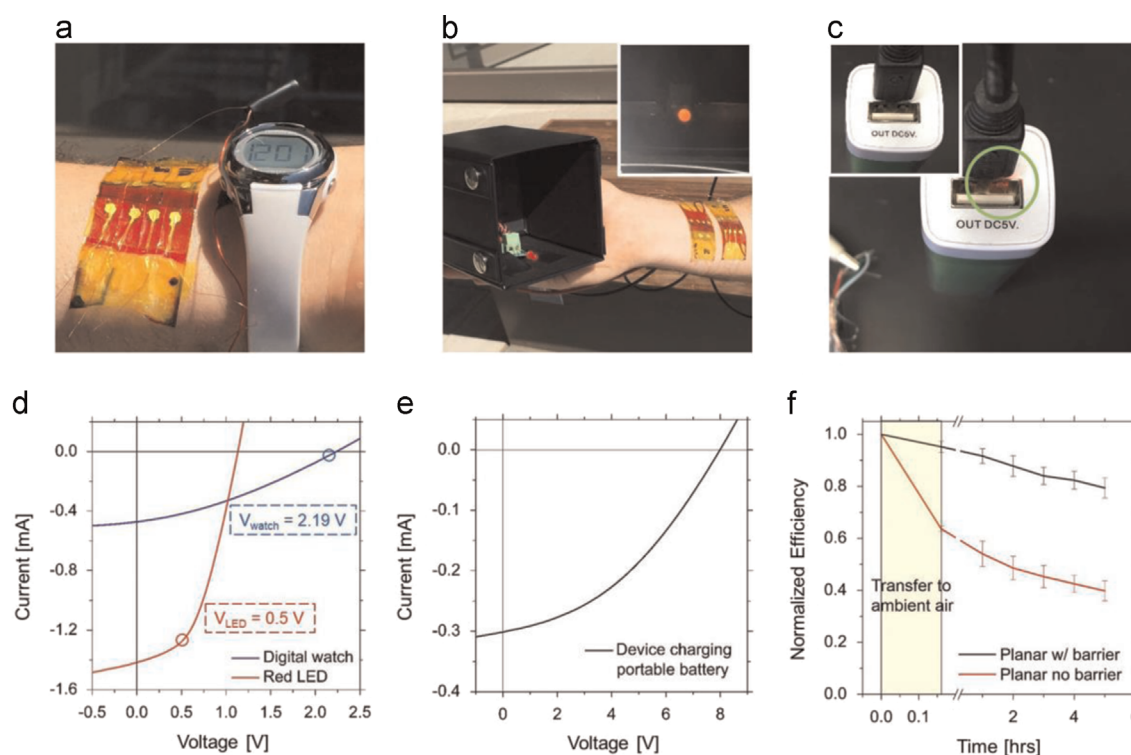 a
b
c
12:01
OUT DC5V.
OUT DC5V.
d
e
f
0.0
-0.4
-0.8
-1.2
-1.6
Current [mA]
-0.5
0.0
0.5
1.0
1.5
2.0
2.5
Voltage [V]
Vwatch = 2.19 V
VLED = 0.5 V
Digital watch
Red LED
0.0
-0.1
-0.2
-0.3
-0.4
Current [mA]
0
2
4
6
8
Voltage [V]
Device charging
portable battery
1.0
0.8
0.6
0.4
0.2
0.0
Normalized Efficiency
0.0
0.1
2
4
6
Time [hrs]
Transfer to
ambient air
Planar w/ barrier
Planar no barrier